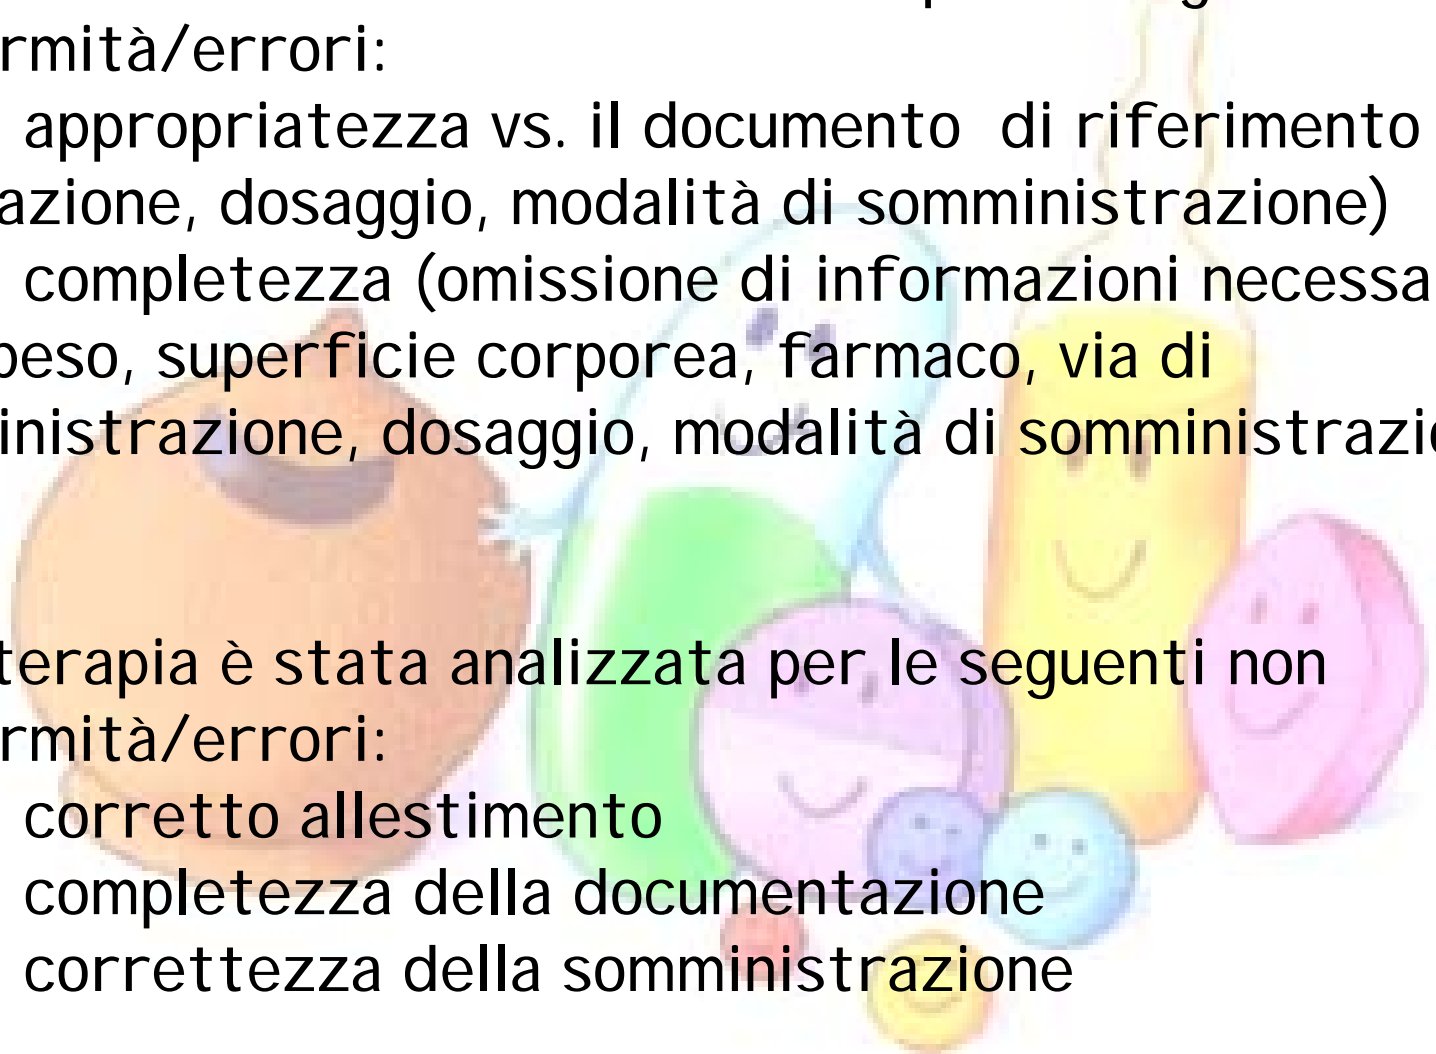 rmità/errori:
appropriatezza vs. il documento di riferimento
azione, dosaggio, modalità di somministrazione)
completezza (omissione di informazioni necessa
peso, superficie corporea, farmaco, via di
inistrazione, dosaggio, modalità di somministrazio
terapia è stata analizzata per le seguenti non
rmità/errori:
corretto allestimento
completezza della documentazione
correttezza della somministrazione